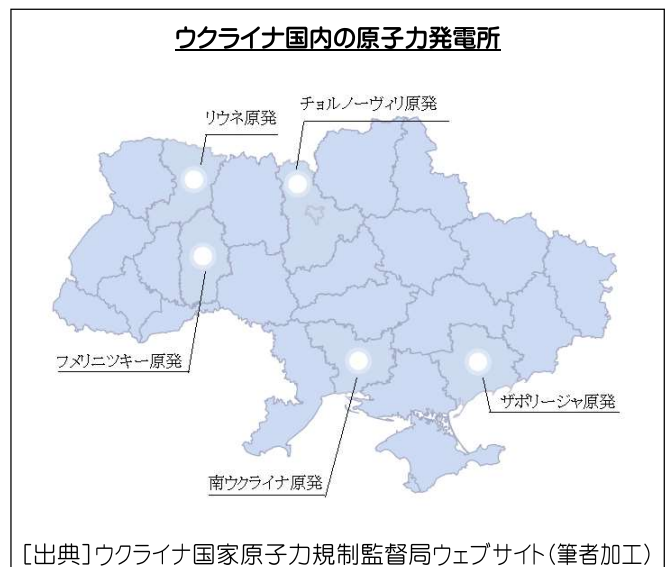 ウクライナ国内の原子力発電所
チョルノーヴィリ原発
リウネ原発
フメリニツキー原発
ザポリージャ原発
南ウクライナ原発
[出典]ウクライナ国家原子力規制監督局ウェブサイト(筆者加工)